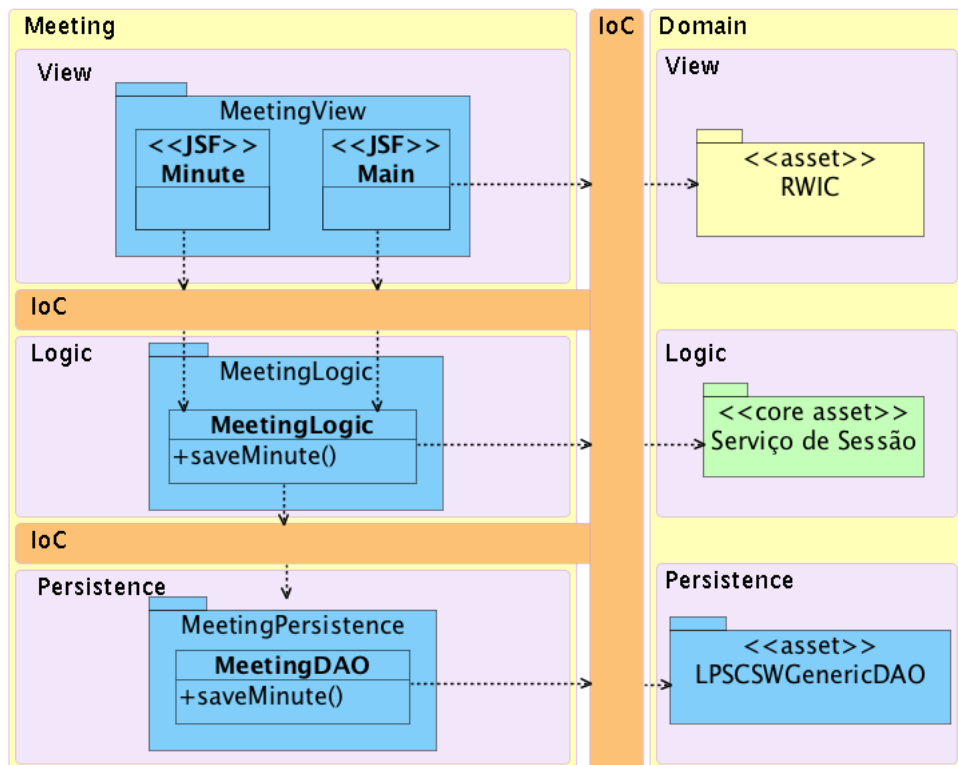 Meeting
IoC
Domain
View
View
MeetingView
<<JSF>>
Minute
<<JSF>>
Main
<<asset>>
RWIC
IoC
Logic
Logic
MeetingLogic
MeetingLogic
+saveMinute()
<<core asset>>
Serviço de Sessão
IoC
Persistence
Persistence
MeetingPersistence
MeetingDAO
+saveMinute()
<<asset>>
LPSCSWGenericDAO